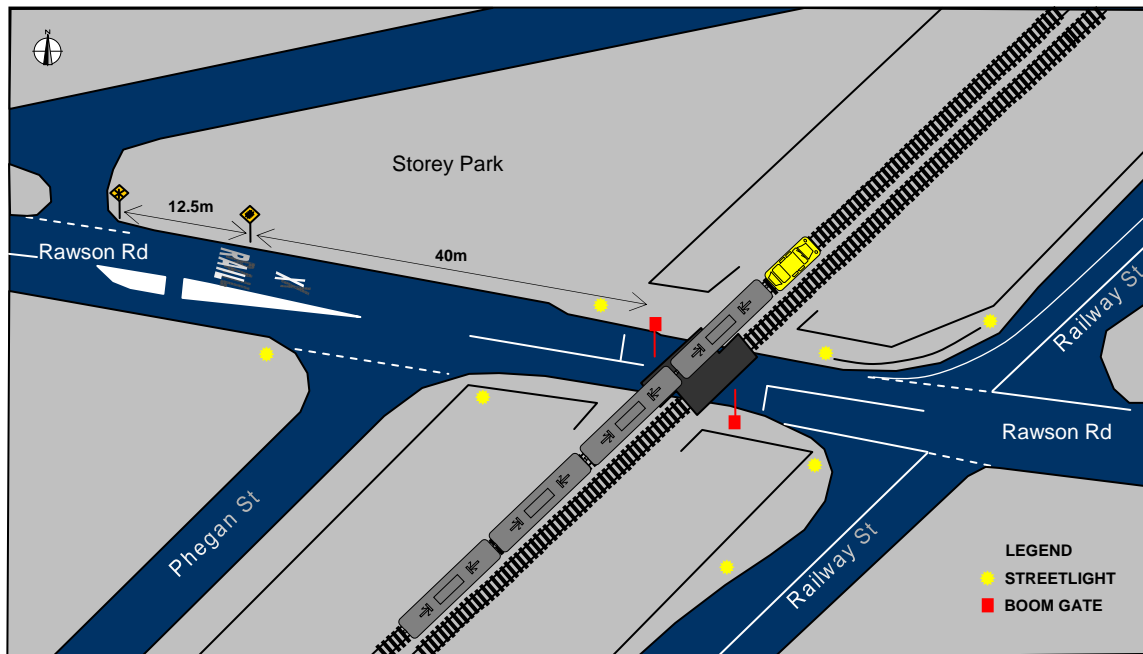 Storey Park
12.5m
40m
Rawson Rd
RAIL
X
Railway St
Rawson Rd
Phegan St
Railway St
LEGEND
STREETLIGHT
BOOM GATE